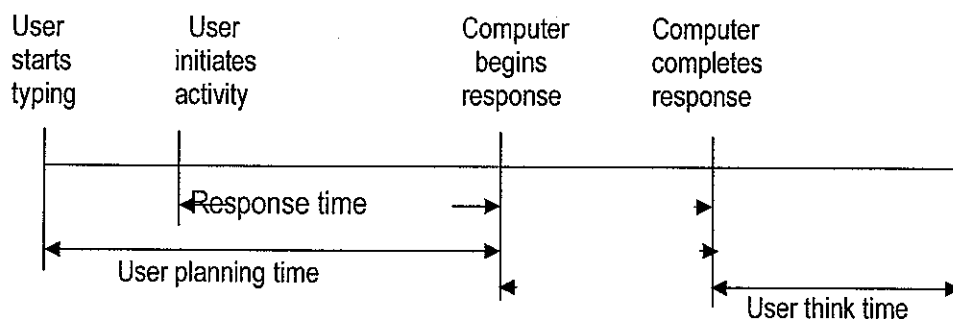 User
starts
typing
User
initiates
activity
Computer
begins
response
Computer
completes
response
Response time
User planning time
User think time